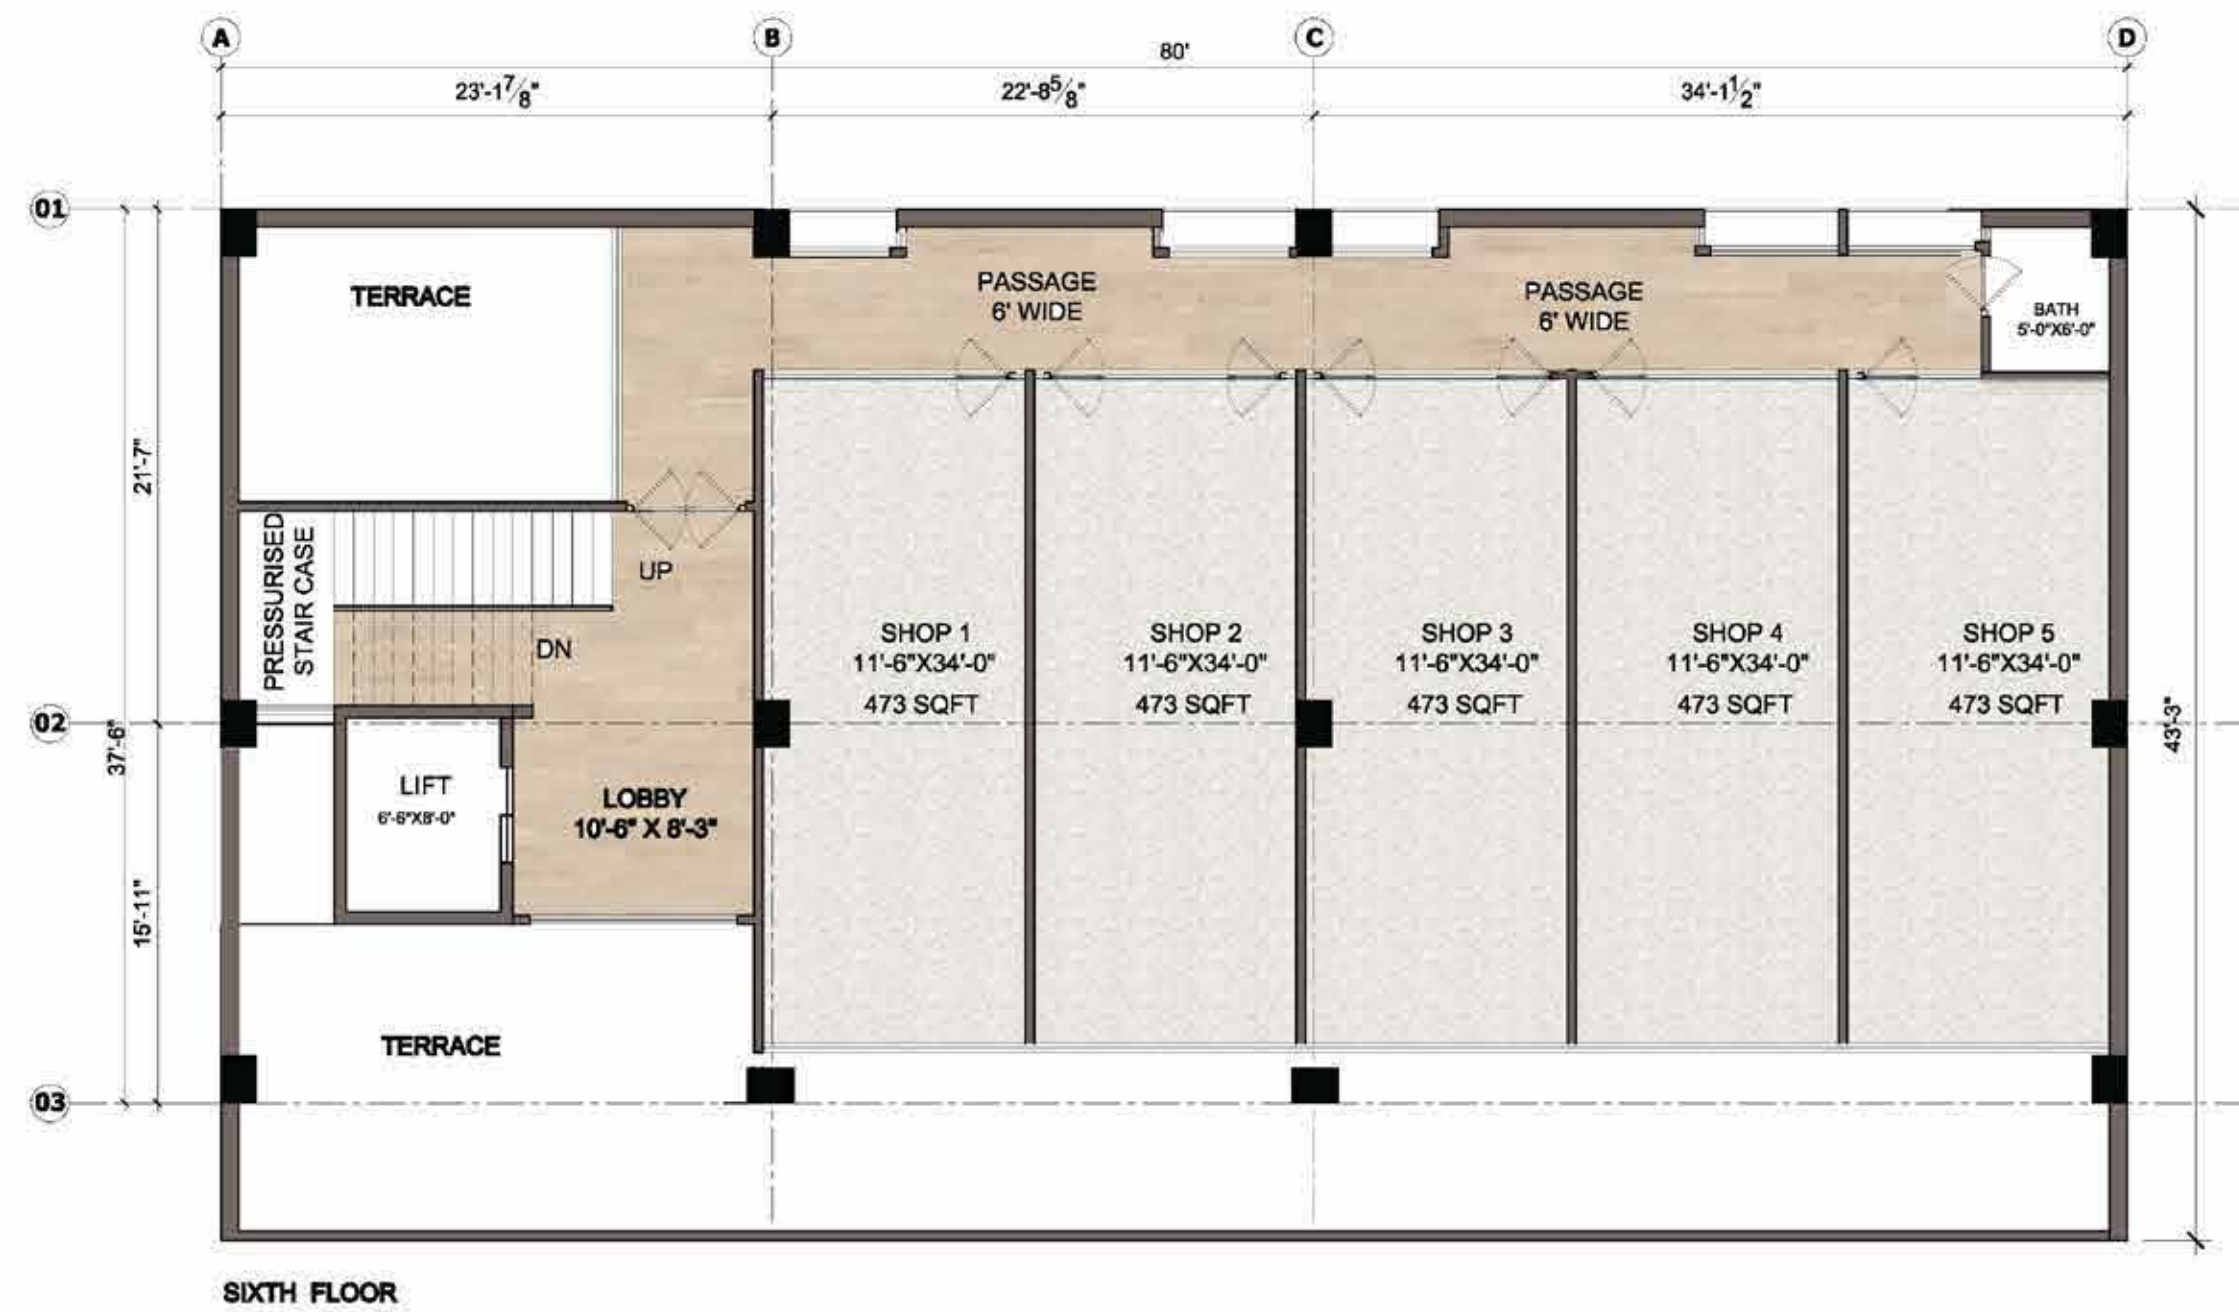 A B C D
80'
23'-1 7/8" 22'-8 5/8" 34'-1 1/2"
01
TERRACE
PASSAGE
6' WIDE
PASSAGE
6' WIDE
BATH
5'-0"X6'-0"
21'-7"
PRESSURISED
STAIR CASE
UP
DN
SHOP 1
11'-6"X34'-0"
473 SQFT
SHOP 2
11'-6"X34'-0"
473 SQFT
SHOP 3
11'-6"X34'-0"
473 SQFT
SHOP 4
11'-6"X34'-0"
473 SQFT
SHOP 5
11'-6"X34'-0"
473 SQFT
02
37'-6"
43'-3"
LIFT
6'-6"X8'-0"
LOBBY
10'-6" X 8'-3"
15'-11"
TERRACE
03
SIXTH FLOOR